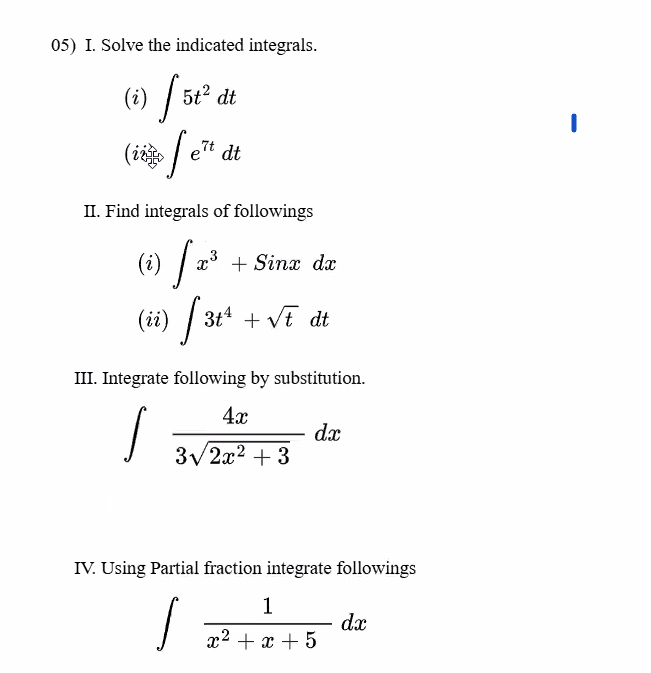 05) I. Solve the indicated integrals.
(i) ∫ 5t² dt
(ii) ∫ e⁷ᵗ dt
II. Find integrals of followings
(i) ∫ x³ + Sinx dx
(ii) ∫ 3t⁴ + √t dt
III. Integrate following by substitution.
∫ 4x / 3√(2x² + 3) dx
IV. Using Partial fraction integrate followings
∫ 1 / x² + x + 5 dx